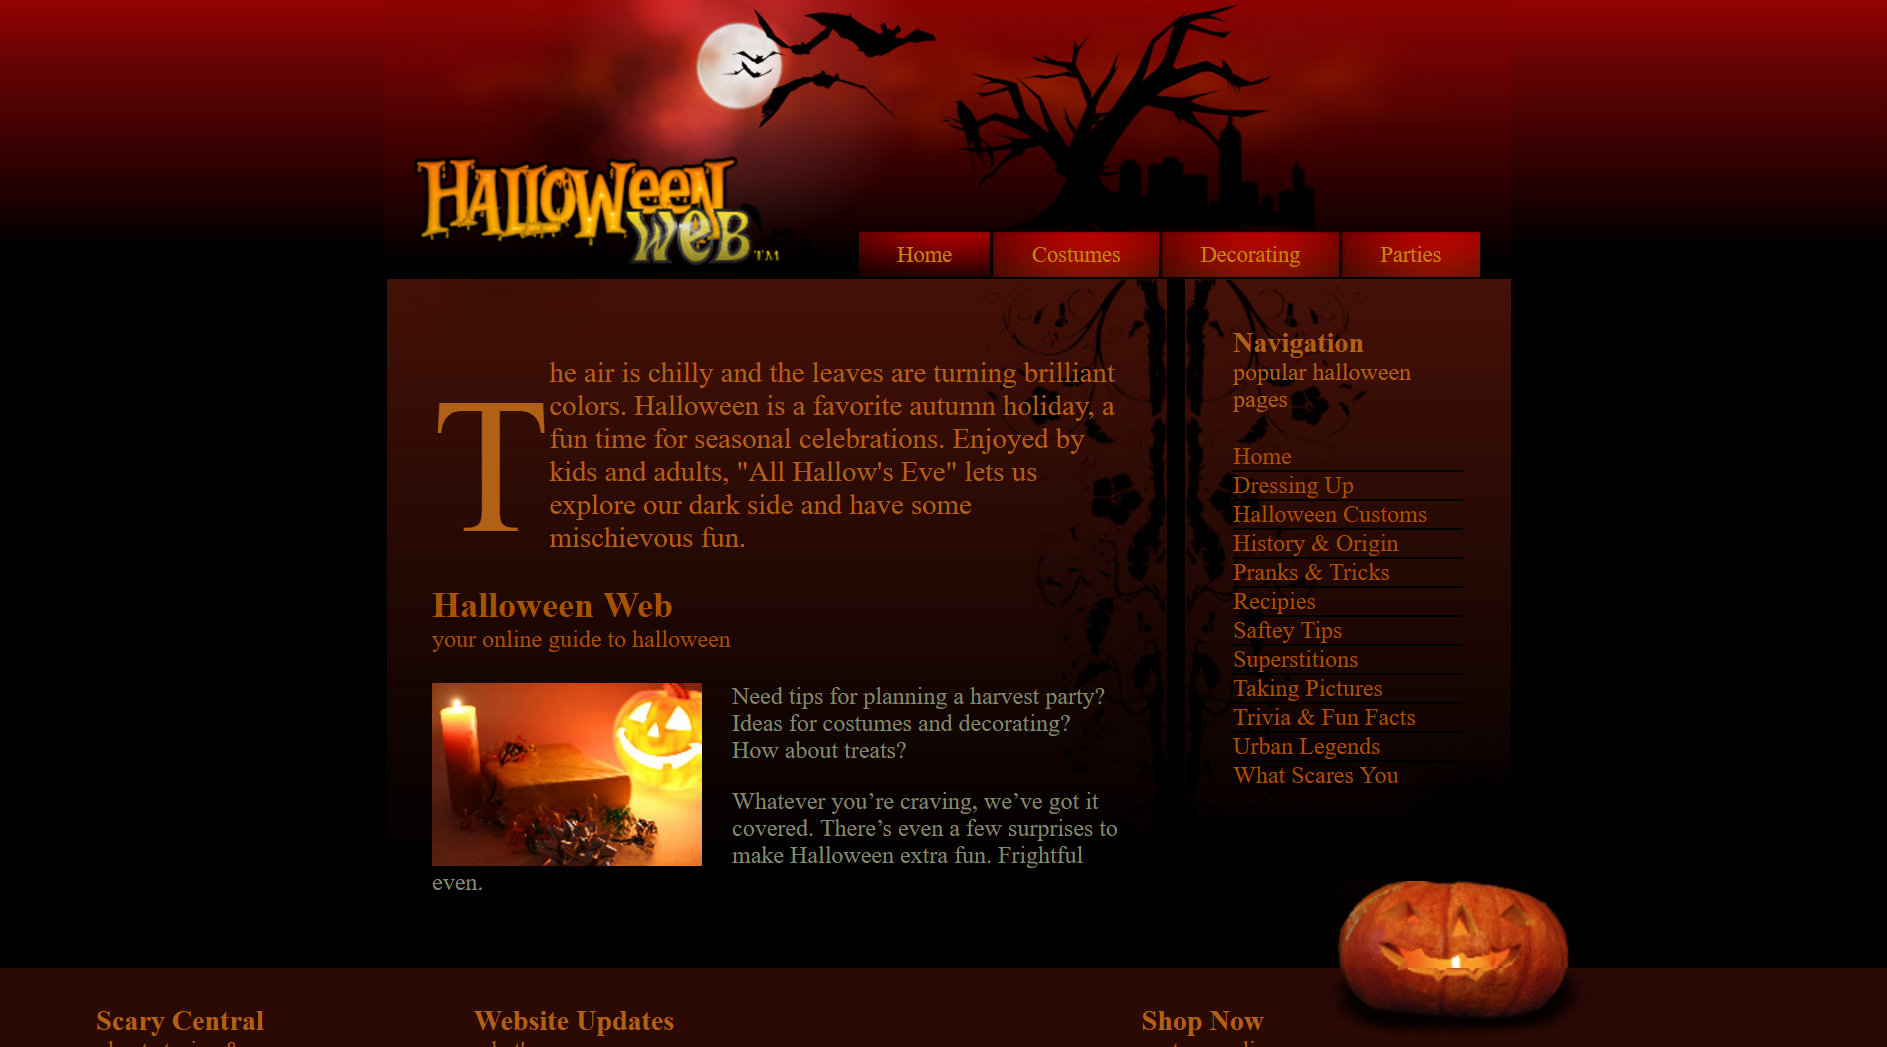 HALLOWEEN
WEB™
Home Costumes Decorating Parties
The air is chilly and the leaves are turning brilliant
colors. Halloween is a favorite autumn holiday, a
fun time for seasonal celebrations. Enjoyed by
kids and adults, "All Hallow's Eve" lets us
explore our dark side and have some
mischievous fun.
Halloween Web
your online guide to halloween
Need tips for planning a harvest party?
Ideas for costumes and decorating?
How about treats?
Whatever you’re craving, we’ve got it
covered. There’s even a few surprises to
make Halloween extra fun. Frightful
even.
Navigation
popular halloween
pages
Home
Dressing Up
Halloween Customs
History & Origin
Pranks & Tricks
Recipies
Saftey Tips
Superstitions
Taking Pictures
Trivia & Fun Facts
Urban Legends
What Scares You
Scary Central
Website Updates
Shop Now